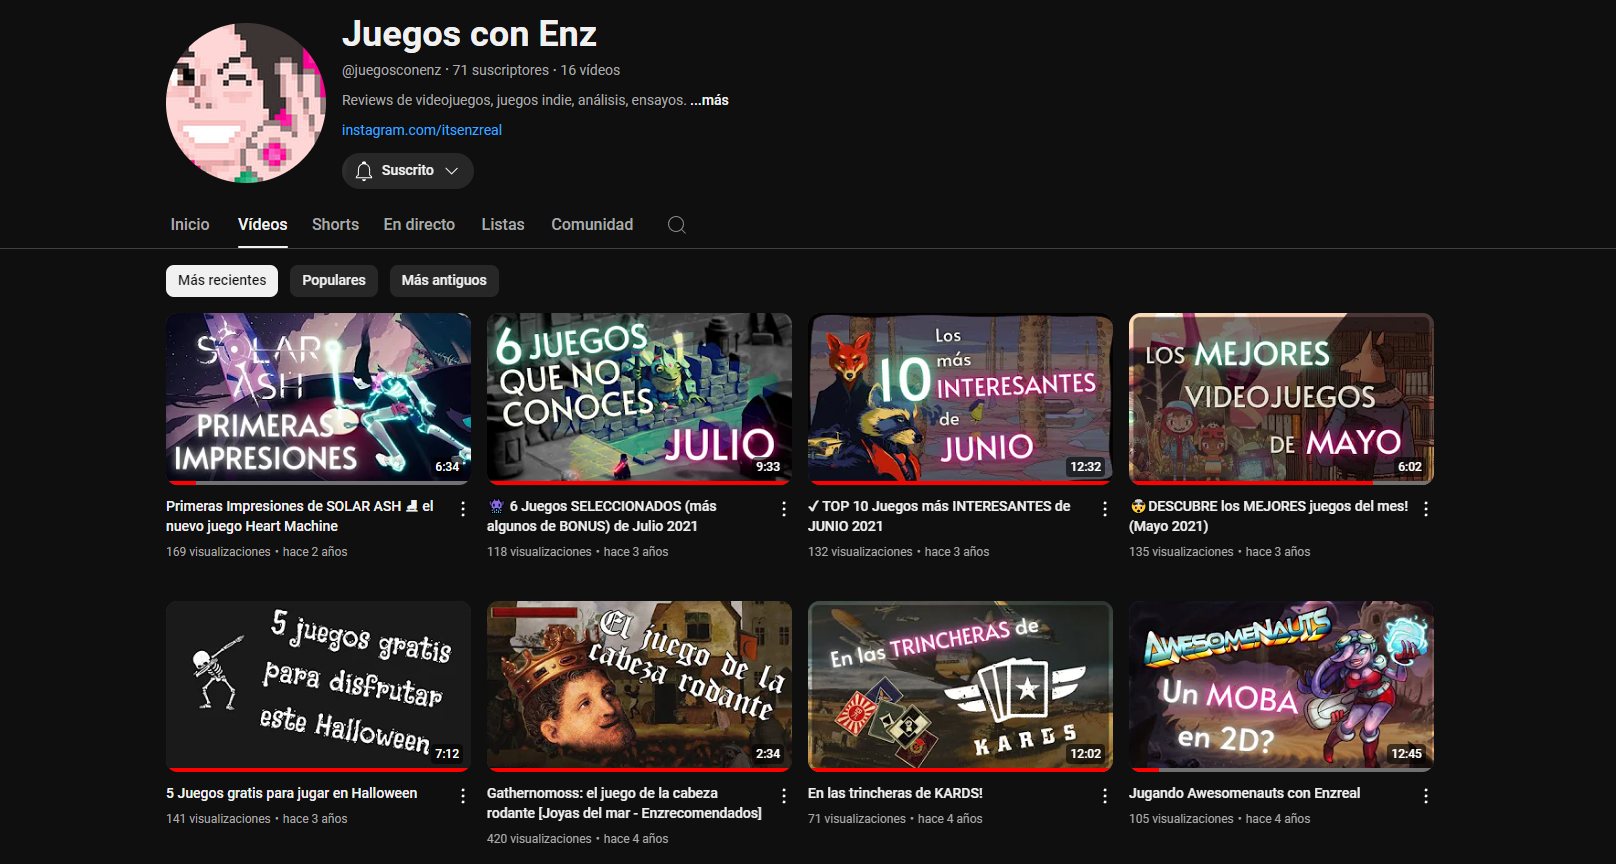 Juegos con Enz
@juegosconenz · 71 suscriptores · 16 vídeos
Reviews de videojuegos, juegos indie, análisis, ensayos. ...más
instagram.com/itsenzreal
Suscrito
Inicio Vídeos Shorts En directo Listas Comunidad
Más recientes Populares Más antiguos
SOLAR
ASH
PRIMERAS
IMPRESIONES
6:34
6 JUEGOS
QUE NO
CONOCES
JULIO
9:33
Los
más
10 INTERESANTES
de
JUNIO
12:32
LOS MEJORES
VIDEOJUEGOS
DE MAYO
6:02
Primeras Impresiones de SOLAR ASH ⛸ el
nuevo juego Heart Machine
169 visualizaciones • hace 2 años
👾 6 Juegos SELECCIONADOS (más
algunos de BONUS) de Julio 2021
118 visualizaciones • hace 3 años
✓ TOP 10 Juegos más INTERESANTES de
JUNIO 2021
132 visualizaciones • hace 3 años
🤯DESCUBRE los MEJORES juegos del mes!
(Mayo 2021)
135 visualizaciones • hace 3 años
5 juegos gratis
para disfrutar
este Halloween
7:12
El juego de la
cabeza rodante
2:34
En las TRINCHERAS de
KARDS
12:02
AWESOMENAUTS
Un MOBA
en 2D?
12:45
5 Juegos gratis para jugar en Halloween
141 visualizaciones • hace 3 años
Gathernomoss: el juego de la cabeza
rodante [Joyas del mar - Enzrecomendados]
420 visualizaciones • hace 4 años
En las trincheras de KARDS!
71 visualizaciones • hace 4 años
Jugando Awesomenauts con Enzreal
105 visualizaciones • hace 4 años